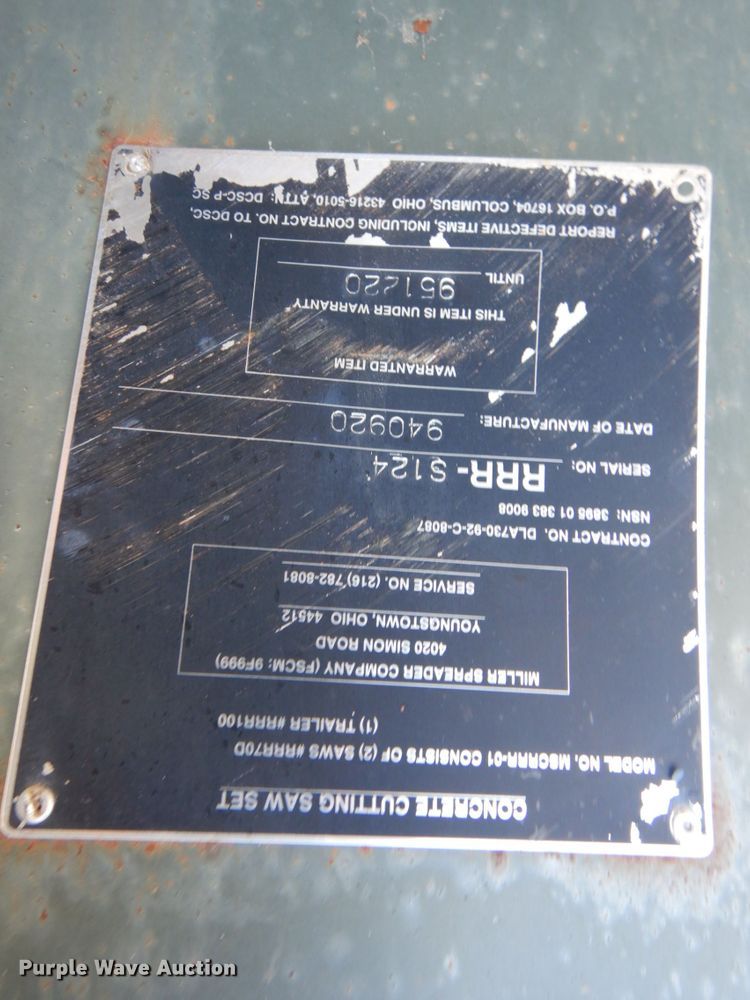 CONCRETE CUTTING SAW SET
MODEL NO. MSCRRR-01 CONSISTS OF (2) SAWS #RRR70D
(1) TRAILER #RRR100
MILLER SPREADER COMPANY (FSCM: 9F999)
4020 SIMON ROAD
YOUNGSTOWN, OHIO 44512
SERVICE NO. (216) 782-8081
CONTRACT NO. DLA730-92-C-8087
NSN: 3895 01 383 9008
SERIAL NO: RRR-S124
DATE OF MANUFACTURE: 940920
WARRANTED ITEM
THIS ITEM IS UNDER WARRANTY
UNTIL 951220
REPORT DEFECTIVE ITEMS, INCLUDING CONTRACT NO. TO DCSC,
P.O. BOX 16704, COLUMBUS, OHIO 43216-5010, ATTN: DCSC-P SC
Purple Wave Auction